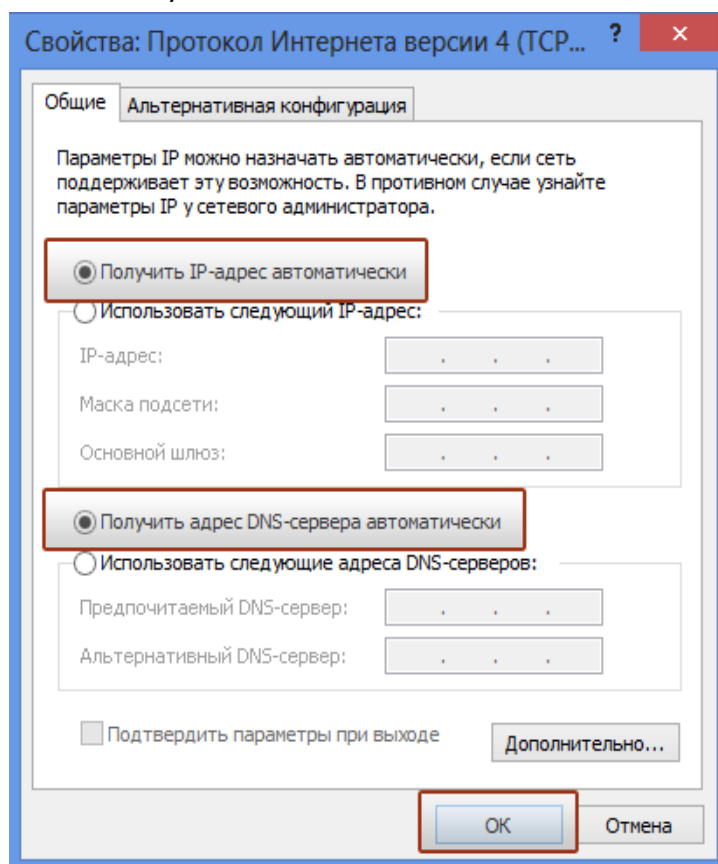 Свойства: Протокол Интернета версии 4 (TCP... ? ×
Общие Альтернативная конфигурация
Параметры IP можно назначать автоматически, если сеть
поддерживает эту возможность. В противном случае узнайте
параметры IP у сетевого администратора.
Получить IP-адрес автоматически
Использовать следующий IP-адрес:
IP-адрес: . . .
Маска подсети: . . .
Основной шлюз: . . .
Получить адрес DNS-сервера автоматически
Использовать следующие адреса DNS-серверов:
Предпочитаемый DNS-сервер: . . .
Альтернативный DNS-сервер: . . .
Подтвердить параметры при выходе
Дополнительно...
ОК Отмена